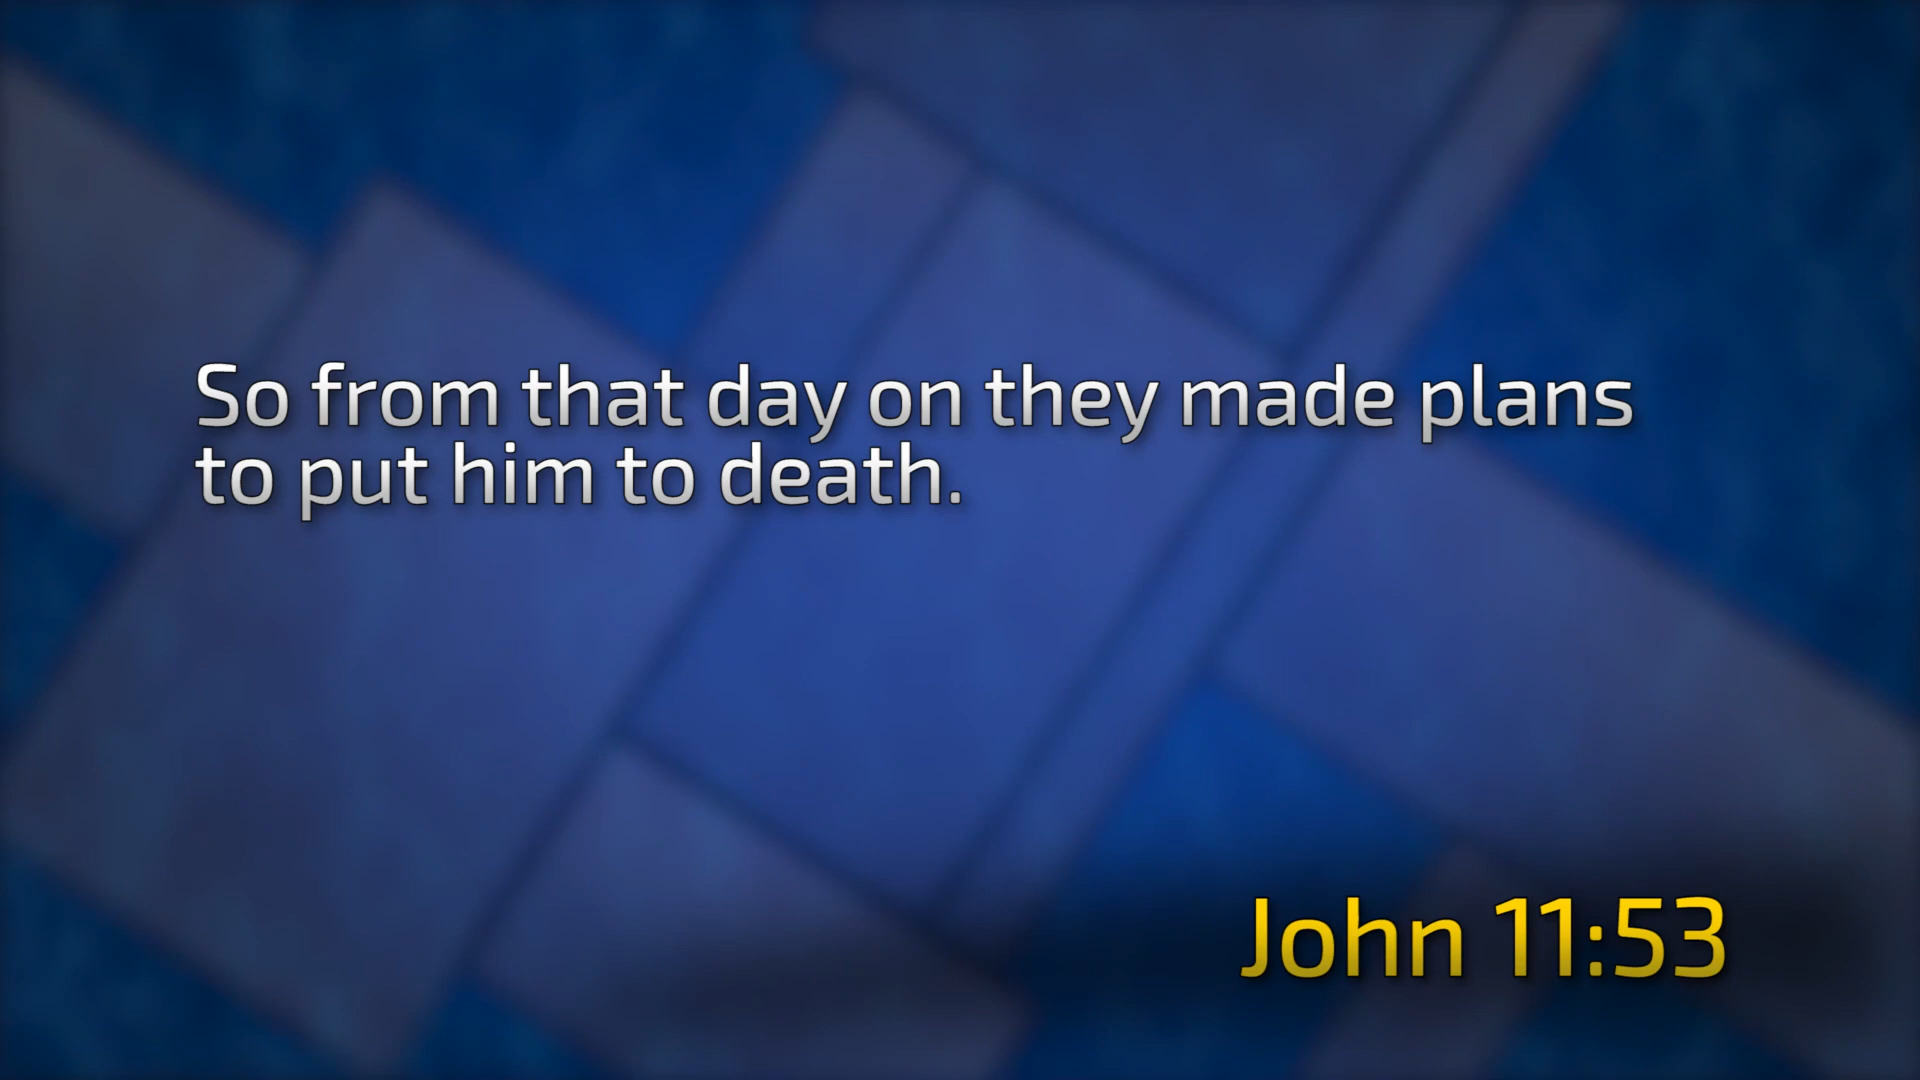 So from that day on they made plans
to put him to death.
John 11:53